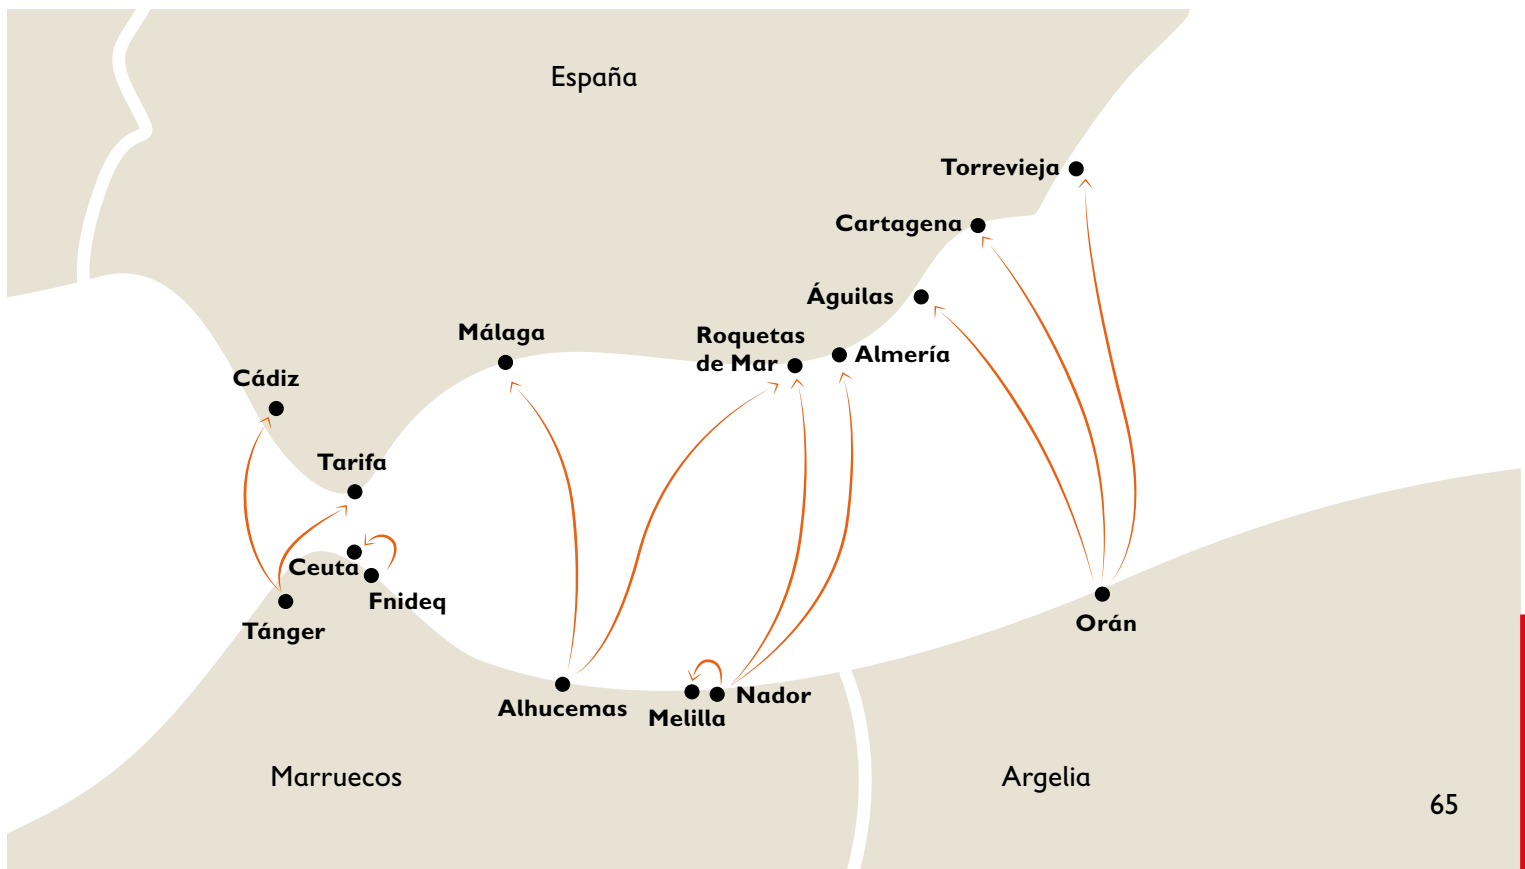 España
Torrevieja
Cartagena
Águilas
Málaga
Roquetas
de Mar
Almería
Cádiz
Tarifa
Ceuta
Fnideq
Tánger
Orán
Alhucemas
Melilla
Nador
Marruecos
Argelia
65